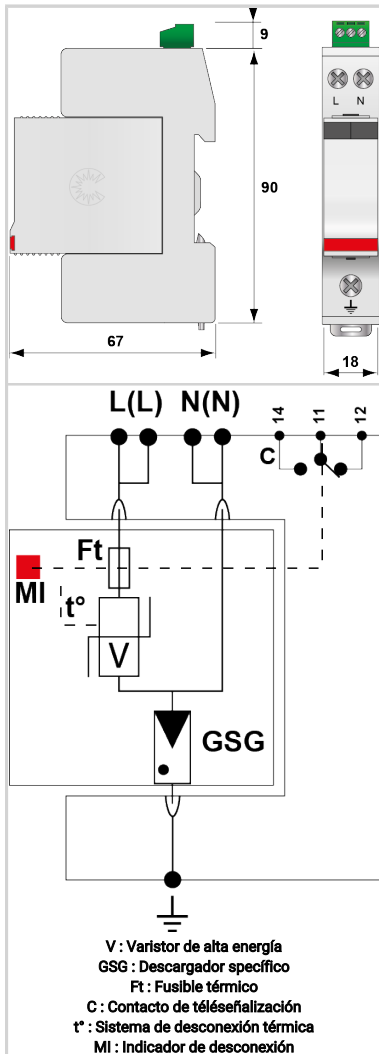 9
L N
90
67
18
L(L) N(N) 14 11 12
C
Ft
MI
t°
V
GSG
V : Varistor de alta energía
GSG : Descargador specífico
Ft : Fusible térmico
C : Contacto de téléseñalización
t° : Sistema de desconexión térmica
MI : Indicador de desconexión